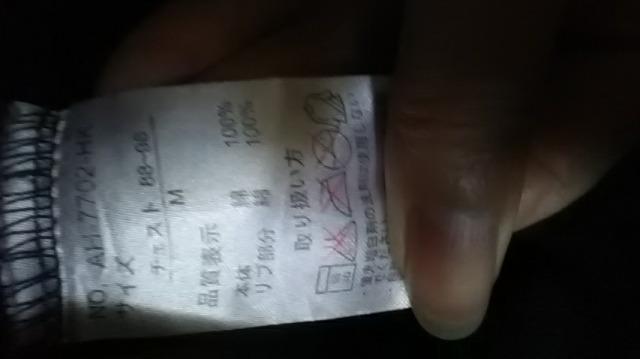 NO. AH-7702-HK
サイズ
チェスト 88~96
M
品質表示
本体 綿 100%
リブ部分 綿 100%
取り扱い方